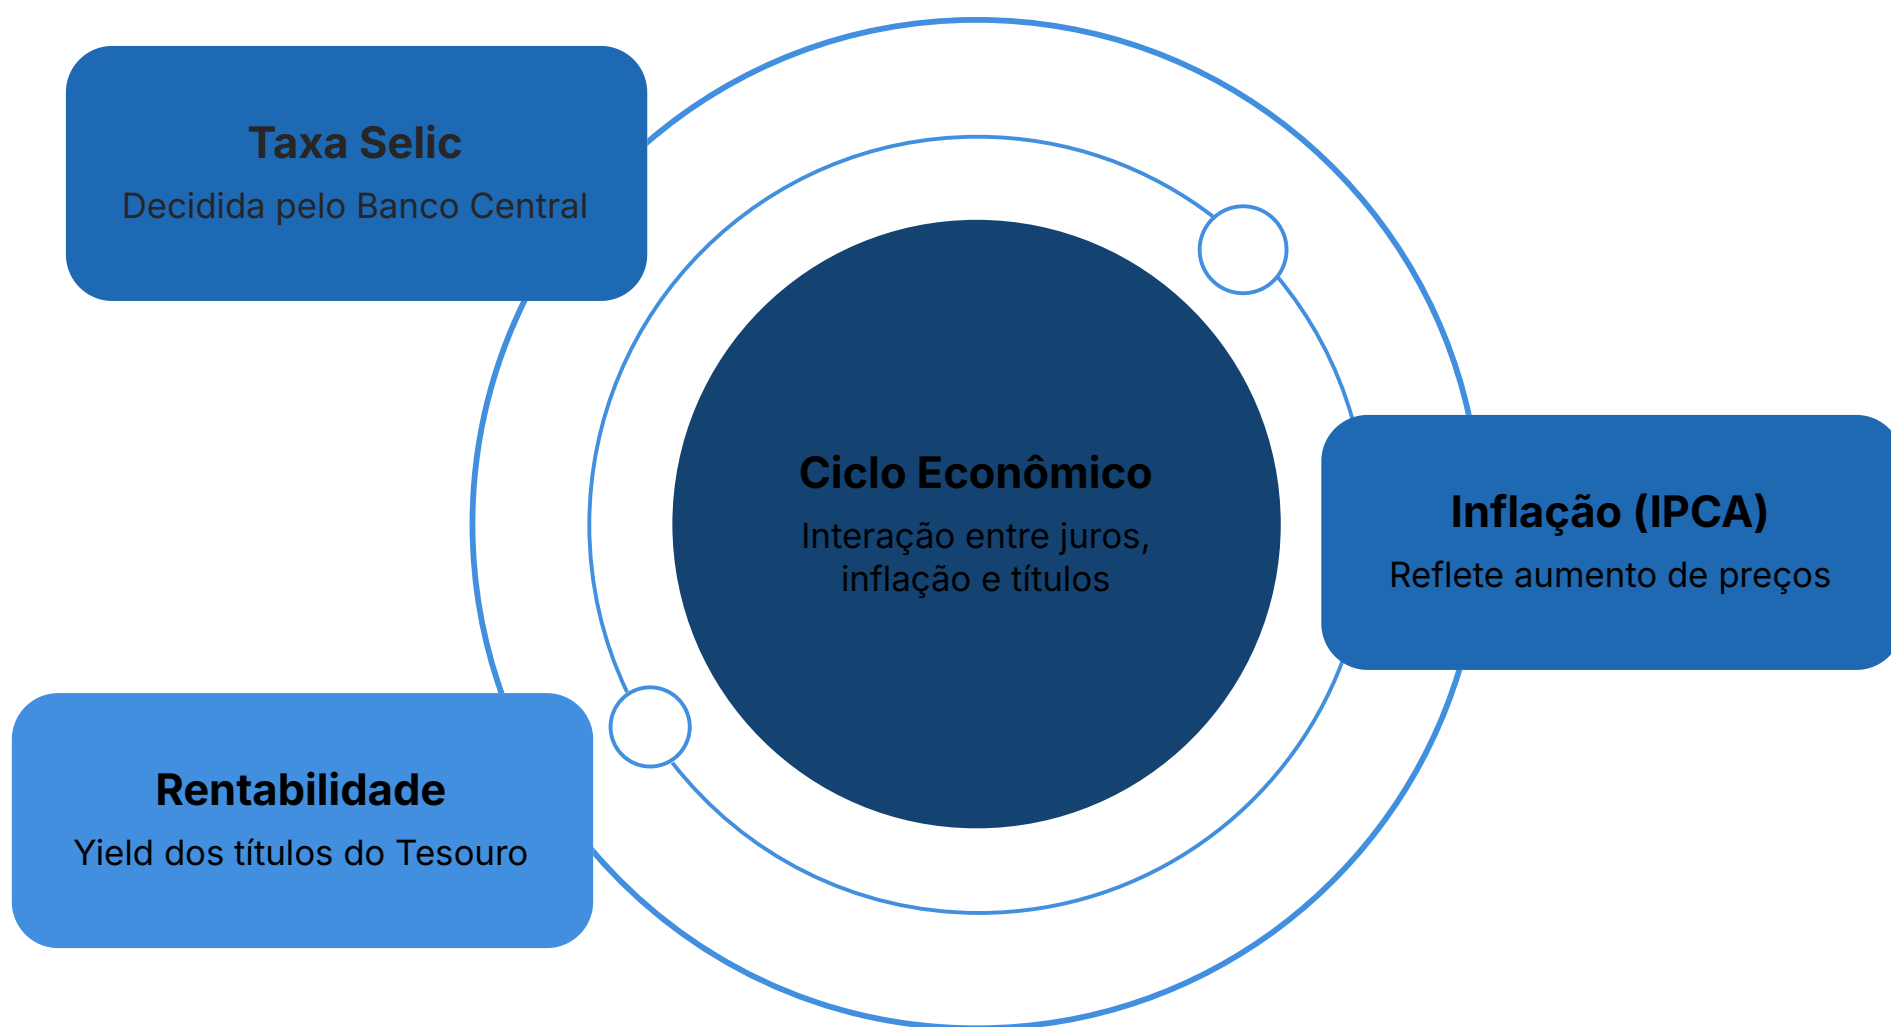 Taxa Selic
Decidida pelo Banco Central
Ciclo Econômico
Interação entre juros,
inflação e títulos
Inflação (IPCA)
Reflete aumento de preços
Rentabilidade
Yield dos títulos do Tesouro